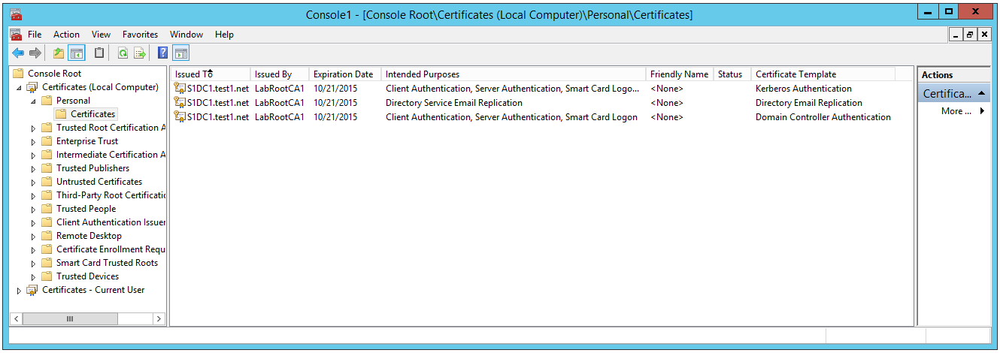 Console1 - [Console Root\Certificates (Local Computer)\Personal\Certificates]
File Action View Favorites Window Help
Console Root
Certificates (Local Computer)
Personal
Certificates
Trusted Root Certification A
Enterprise Trust
Intermediate Certification A
Trusted Publishers
Untrusted Certificates
Third-Party Root Certificatio
Trusted People
Client Authentication Issuer
Remote Desktop
Certificate Enrollment Requ
Smart Card Trusted Roots
Trusted Devices
Certificates - Current User
Issued To Issued By Expiration Date Intended Purposes Friendly Name Status Certificate Template
S1DC1.test1.net LabRootCA1 10/21/2015 Client Authentication, Server Authentication, Smart Card Logo... <None> Kerberos Authentication
S1DC1.test1.net LabRootCA1 10/21/2015 Directory Service Email Replication <None> Directory Email Replication
S1DC1.test1.net LabRootCA1 10/21/2015 Client Authentication, Server Authentication, Smart Card Logon <None> Domain Controller Authentication
Actions
Certifica...
More ...